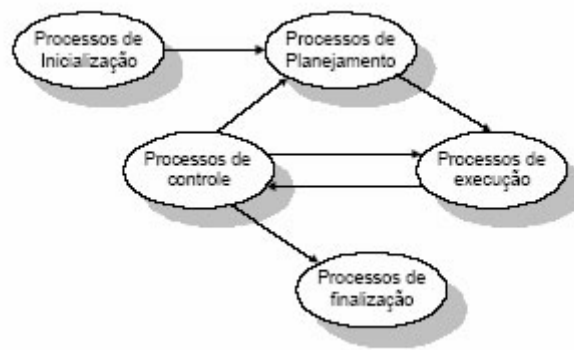 Processos de
Inicialização
Processos de
Planejamento
Processos de
controle
Processos de
execução
Processos de
finalização